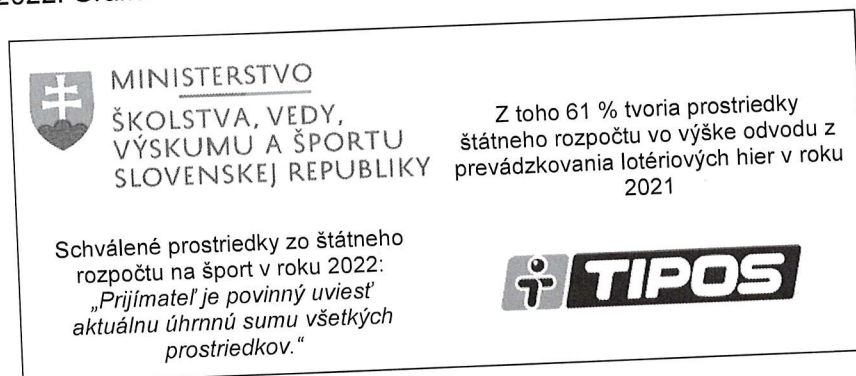 2022.
MINISTERSTVO
ŠKOLSTVA, VEDY,
VÝSKUMU A ŠPORTU
SLOVENSKEJ REPUBLIKY
Z toho 61 % tvoria prostriedky
štátneho rozpočtu vo výške odvodu z
prevádzkovania lotériových hier v roku
2021
Schválené prostriedky zo štátneho
rozpočtu na šport v roku 2022:
„Prijímateľ je povinný uviesť
aktuálnu úhrnnú sumu všetkých
prostriedkov.“
TIPOS